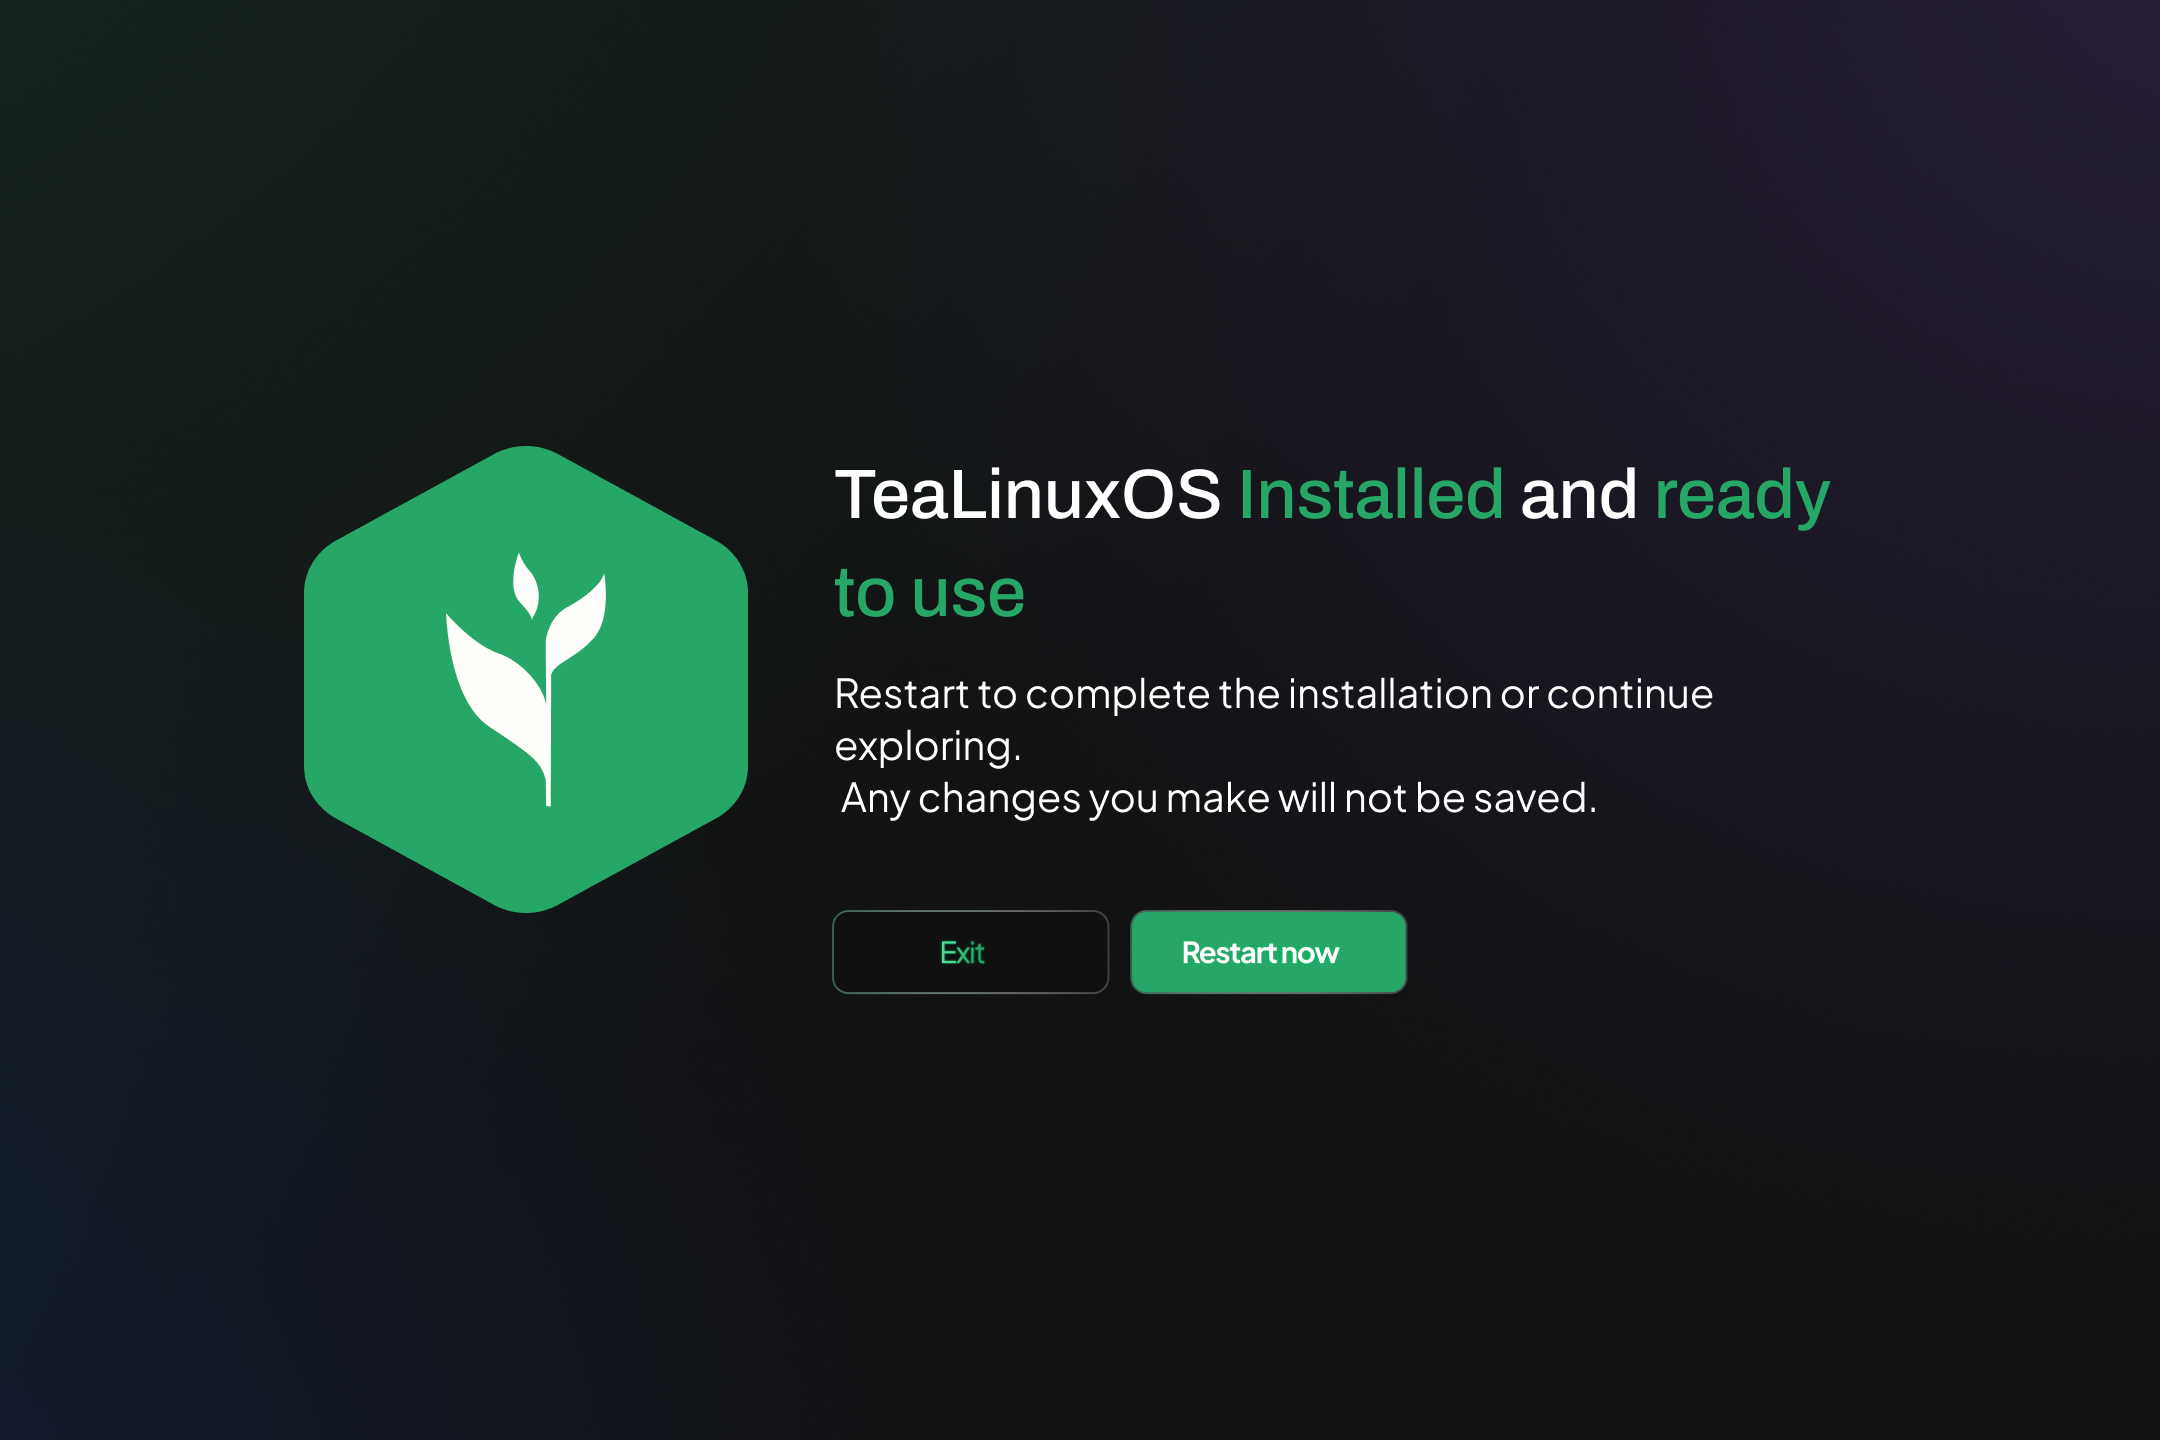 TeaLinuxOS Installed and ready
to use
Restart to complete the installation or continue
exploring.
Any changes you make will not be saved.
Exit
Restart now